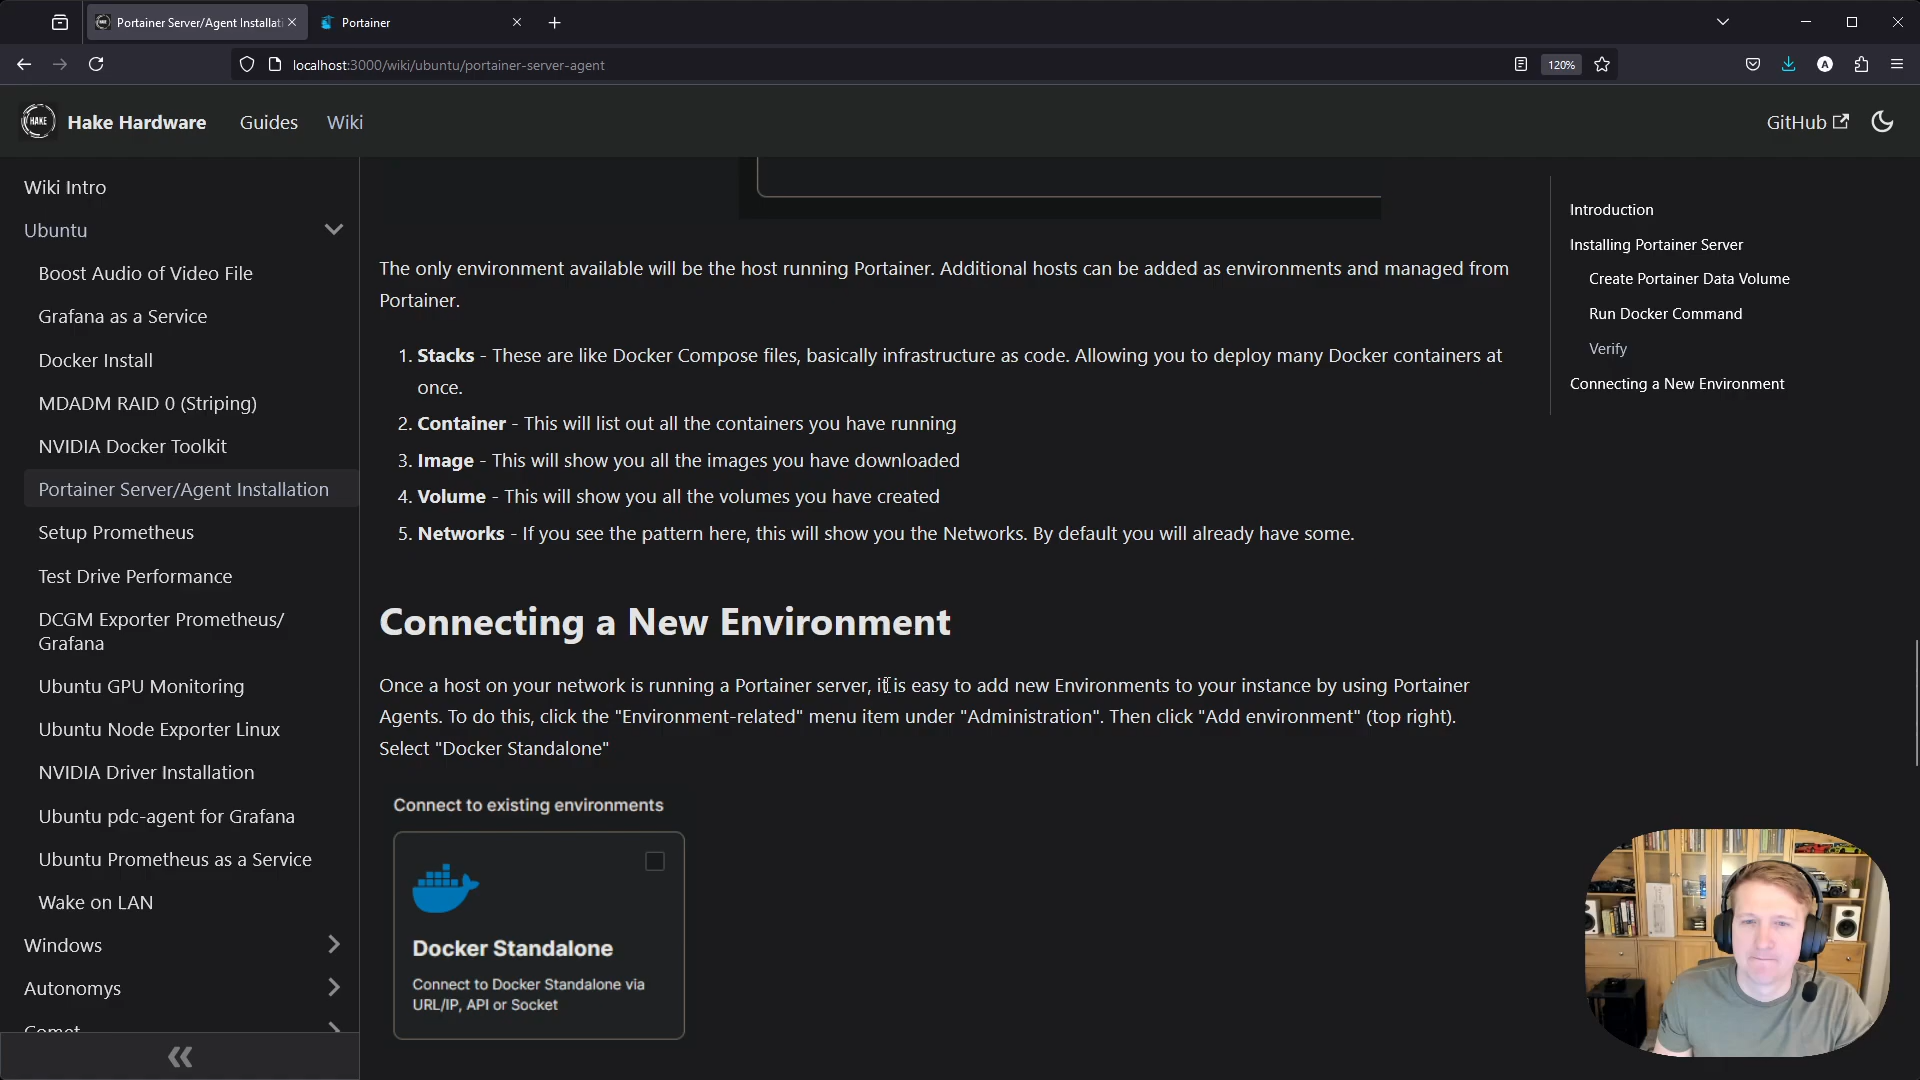 Portainer Server/Agent Installati
Portainer
localhost:3000/wiki/ubuntu/portainer-server-agent
120%
A
HAKE
Hake Hardware
Guides
Wiki
GitHub
Wiki Intro
Ubuntu
Boost Audio of Video File
Grafana as a Service
Docker Install
MDADM RAID 0 (Striping)
NVIDIA Docker Toolkit
Portainer Server/Agent Installation
Setup Prometheus
Test Drive Performance
DCGM Exporter Prometheus/
Grafana
Ubuntu GPU Monitoring
Ubuntu Node Exporter Linux
NVIDIA Driver Installation
Ubuntu pdc-agent for Grafana
Ubuntu Prometheus as a Service
Wake on LAN
Windows
Autonomys
Comet
The only environment available will be the host running Portainer. Additional hosts can be added as environments and managed from
Portainer.
1. Stacks - These are like Docker Compose files, basically infrastructure as code. Allowing you to deploy many Docker containers at
once.
2. Container - This will list out all the containers you have running
3. Image - This will show you all the images you have downloaded
4. Volume - This will show you all the volumes you have created
5. Networks - If you see the pattern here, this will show you the Networks. By default you will already have some.
Connecting a New Environment
Once a host on your network is running a Portainer server, it is easy to add new Environments to your instance by using Portainer
Agents. To do this, click the "Environment-related" menu item under "Administration". Then click "Add environment" (top right).
Select "Docker Standalone"
Connect to existing environments
Docker Standalone
Connect to Docker Standalone via
URL/IP, API or Socket
Introduction
Installing Portainer Server
Create Portainer Data Volume
Run Docker Command
Verify
Connecting a New Environment